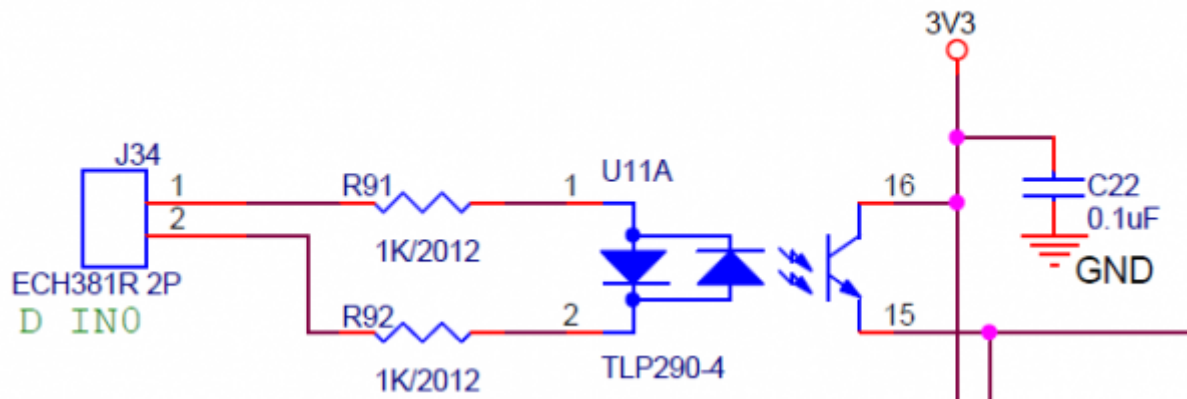 3V3
J34
1
2
ECH381R 2P
D IN0
R91
1K/2012
R92
1K/2012
1
2
U11A
TLP290-4
16
15
C22
0.1uF
GND